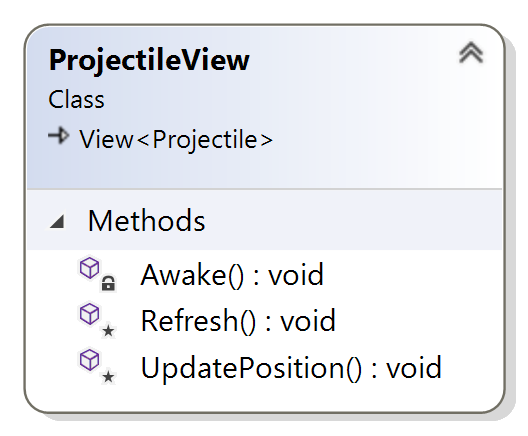 ProjectileView
Class
View<Projectile>
Methods
Awake() : void
Refresh() : void
UpdatePosition() : void